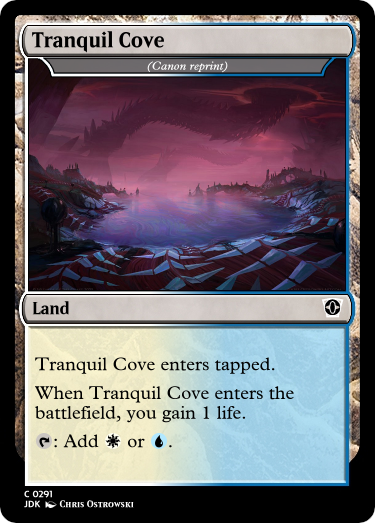 Tranquil Cove
(Canon reprint)
Land
Tranquil Cove enters tapped.
When Tranquil Cove enters the
battlefield, you gain 1 life.
: Add or .
C 0291
JDK Chris Ostrowski